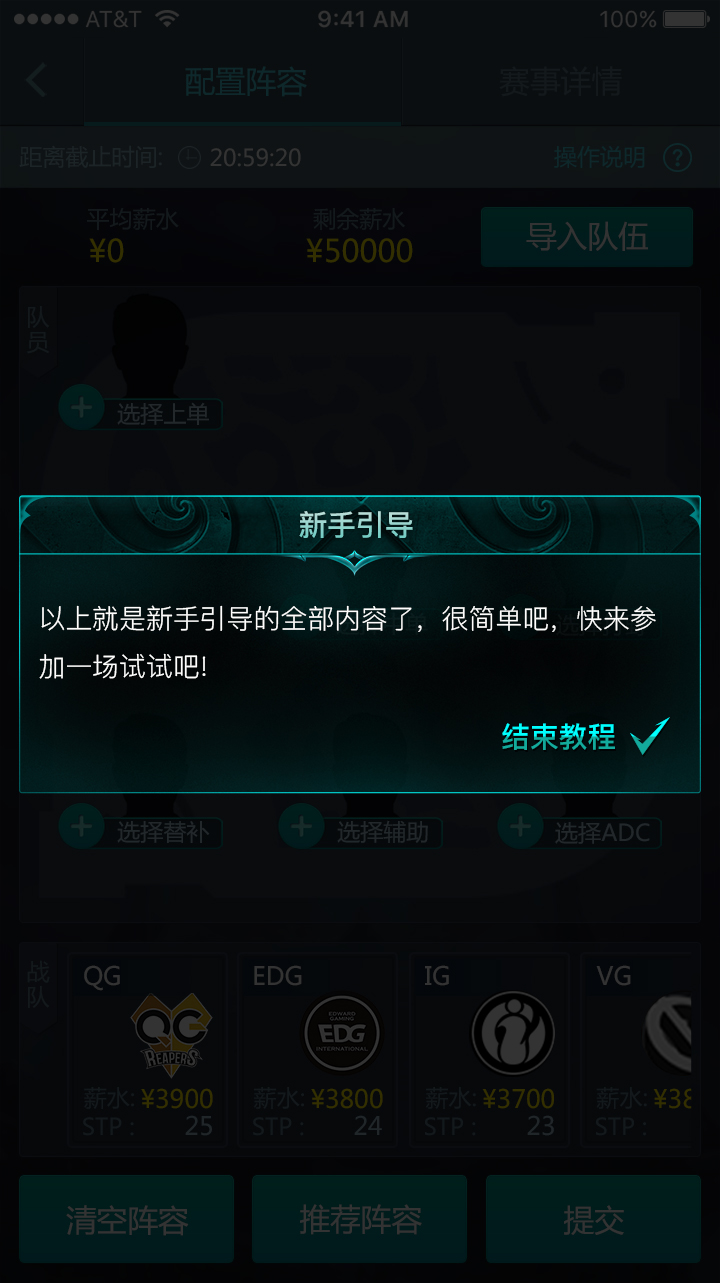 AT&T 9:41 AM 100%
配置阵容 赛事详情
距离截止时间: 20:59:20 操作说明 ?
平均薪水 剩余薪水
¥0 ¥50000 导入队伍
队员
选择上单
新手引导
以上就是新手引导的全部内容了，很简单吧，快来参
加一场试试吧!
结束教程
选择替补 选择辅助 选择ADC
战队
QG EDG IG VG
QG REAPERS
EDWARD GAMING EDG INTERNATIONAL
薪水: ¥3900 薪水: ¥3800 薪水: ¥3700 薪水: ¥38
STP : 25 STP : 24 STP : 23 STP :
清空阵容 推荐阵容 提交